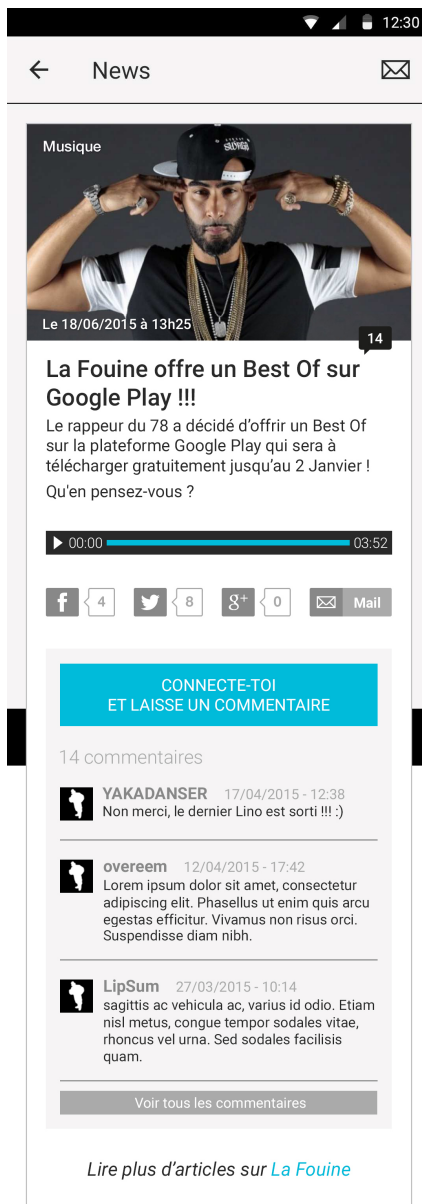 12:30
News
Musique
Le 18/06/2015 à 13h25
14
La Fouine offre un Best Of sur
Google Play !!!
Le rappeur du 78 a décidé d’offrir un Best Of
sur la plateforme Google Play qui sera à
télécharger gratuitement jusqu’au 2 Janvier !
Qu'en pensez-vous ?
00:00 03:52
f 4 8 g+ 0 Mail
CONNECTE-TOI
ET LAISSE UN COMMENTAIRE
14 commentaires
YAKADANSER 17/04/2015 - 12:38
Non merci, le dernier Lino est sorti !!! :)
overeem 12/04/2015 - 17:42
Lorem ipsum dolor sit amet, consectetur
adipiscing elit. Phasellus ut enim quis arcu
egestas efficitur. Vivamus non risus orci.
Suspendisse diam nibh.
LipSum 27/03/2015 - 10:14
sagittis ac vehicula ac, varius id odio. Etiam
nisl metus, congue tempor sodales vitae,
rhoncus vel urna. Sed sodales facilisis
quam.
Voir tous les commentaires
Lire plus d’articles sur La Fouine